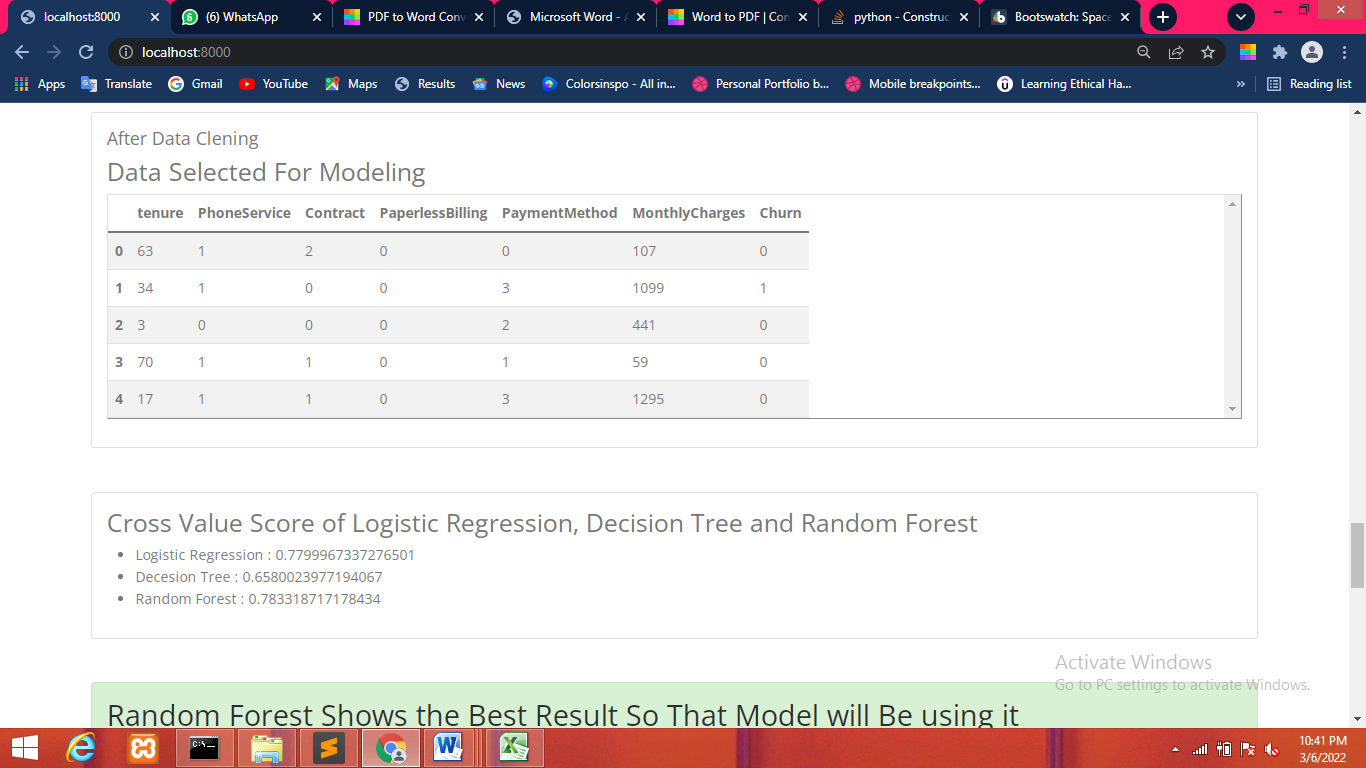 localhost:8000
(6) WhatsApp
PDF to Word Conv
Microsoft Word - A
Word to PDF | Con
python - Construc
Bootswatch: Space
localhost:8000
Apps Translate Gmail YouTube Maps Results News Colorsinspo - All in... Personal Portfolio b... Mobile breakpoints... Learning Ethical Ha... » Reading list
After Data Clening
Data Selected For Modeling
tenure PhoneService Contract PaperlessBilling PaymentMethod MonthlyCharges Churn
0 63 1 2 0 0 107 0
1 34 1 0 0 3 1099 1
2 3 0 0 0 2 441 0
3 70 1 1 0 1 59 0
4 17 1 1 0 3 1295 0
Cross Value Score of Logistic Regression, Decision Tree and Random Forest
• Logistic Regression : 0.7799967337276501
• Decesion Tree : 0.6580023977194067
• Random Forest : 0.783318717178434
Activate Windows
Go to PC settings to activate Windows.
Random Forest Shows the Best Result So That Model will Be using it
10:41 PM
3/6/2022